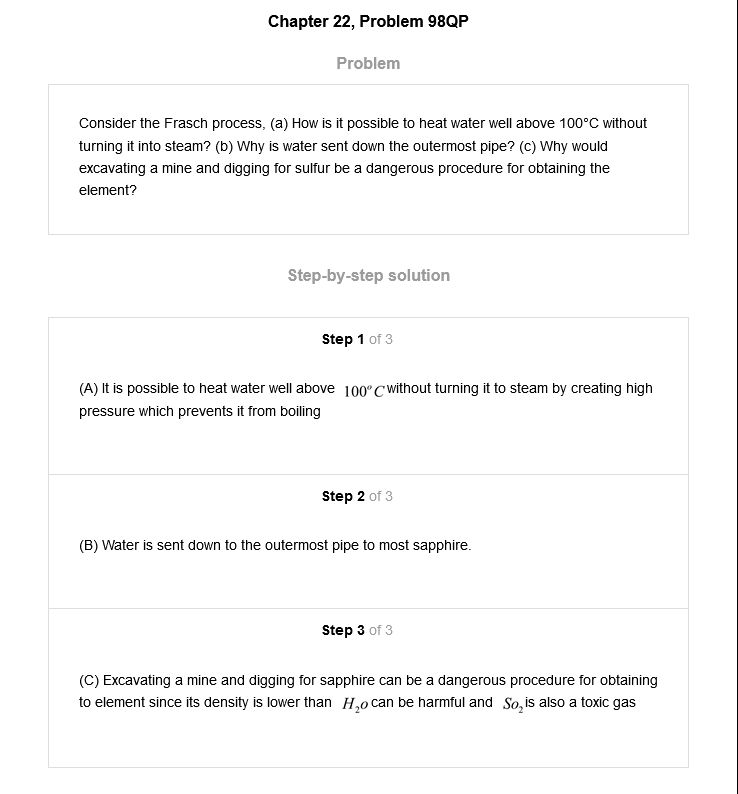 Chapter 22, Problem 98QP
Problem
Consider the Frasch process, (a) How is it possible to heat water well above 100°C without
turning it into steam? (b) Why is water sent down the outermost pipe? (c) Why would
excavating a mine and digging for sulfur be a dangerous procedure for obtaining the
element?
Step-by-step solution
Step 1 of 3
(A) It is possible to heat water well above 100°C without turning it to steam by creating high
pressure which prevents it from boiling
Step 2 of 3
(B) Water is sent down to the outermost pipe to most sapphire.
Step 3 of 3
(C) Excavating a mine and digging for sapphire can be a dangerous procedure for obtaining
to element since its density is lower than H₂o can be harmful and So₂ is also a toxic gas